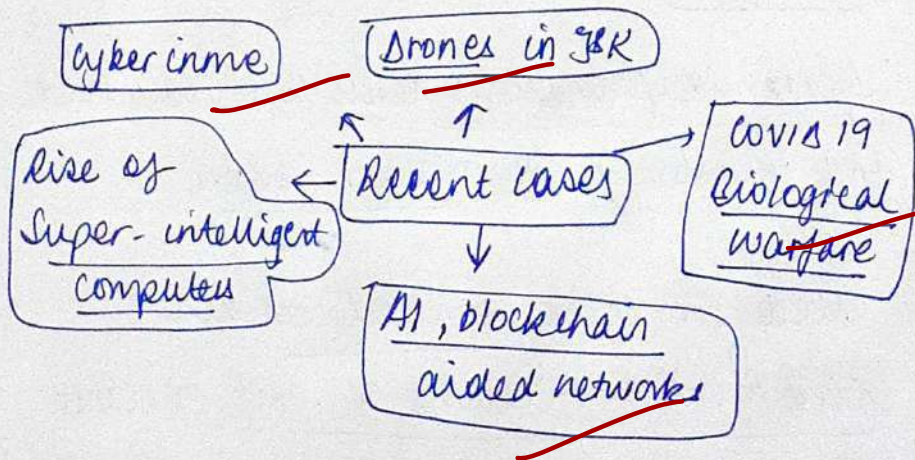 Cyber crime
Drones in J&K
Rise of
Super-intelligent
computers
Recent cases
COVID 19
Biological
warfare
AI, blockchain
aided networks